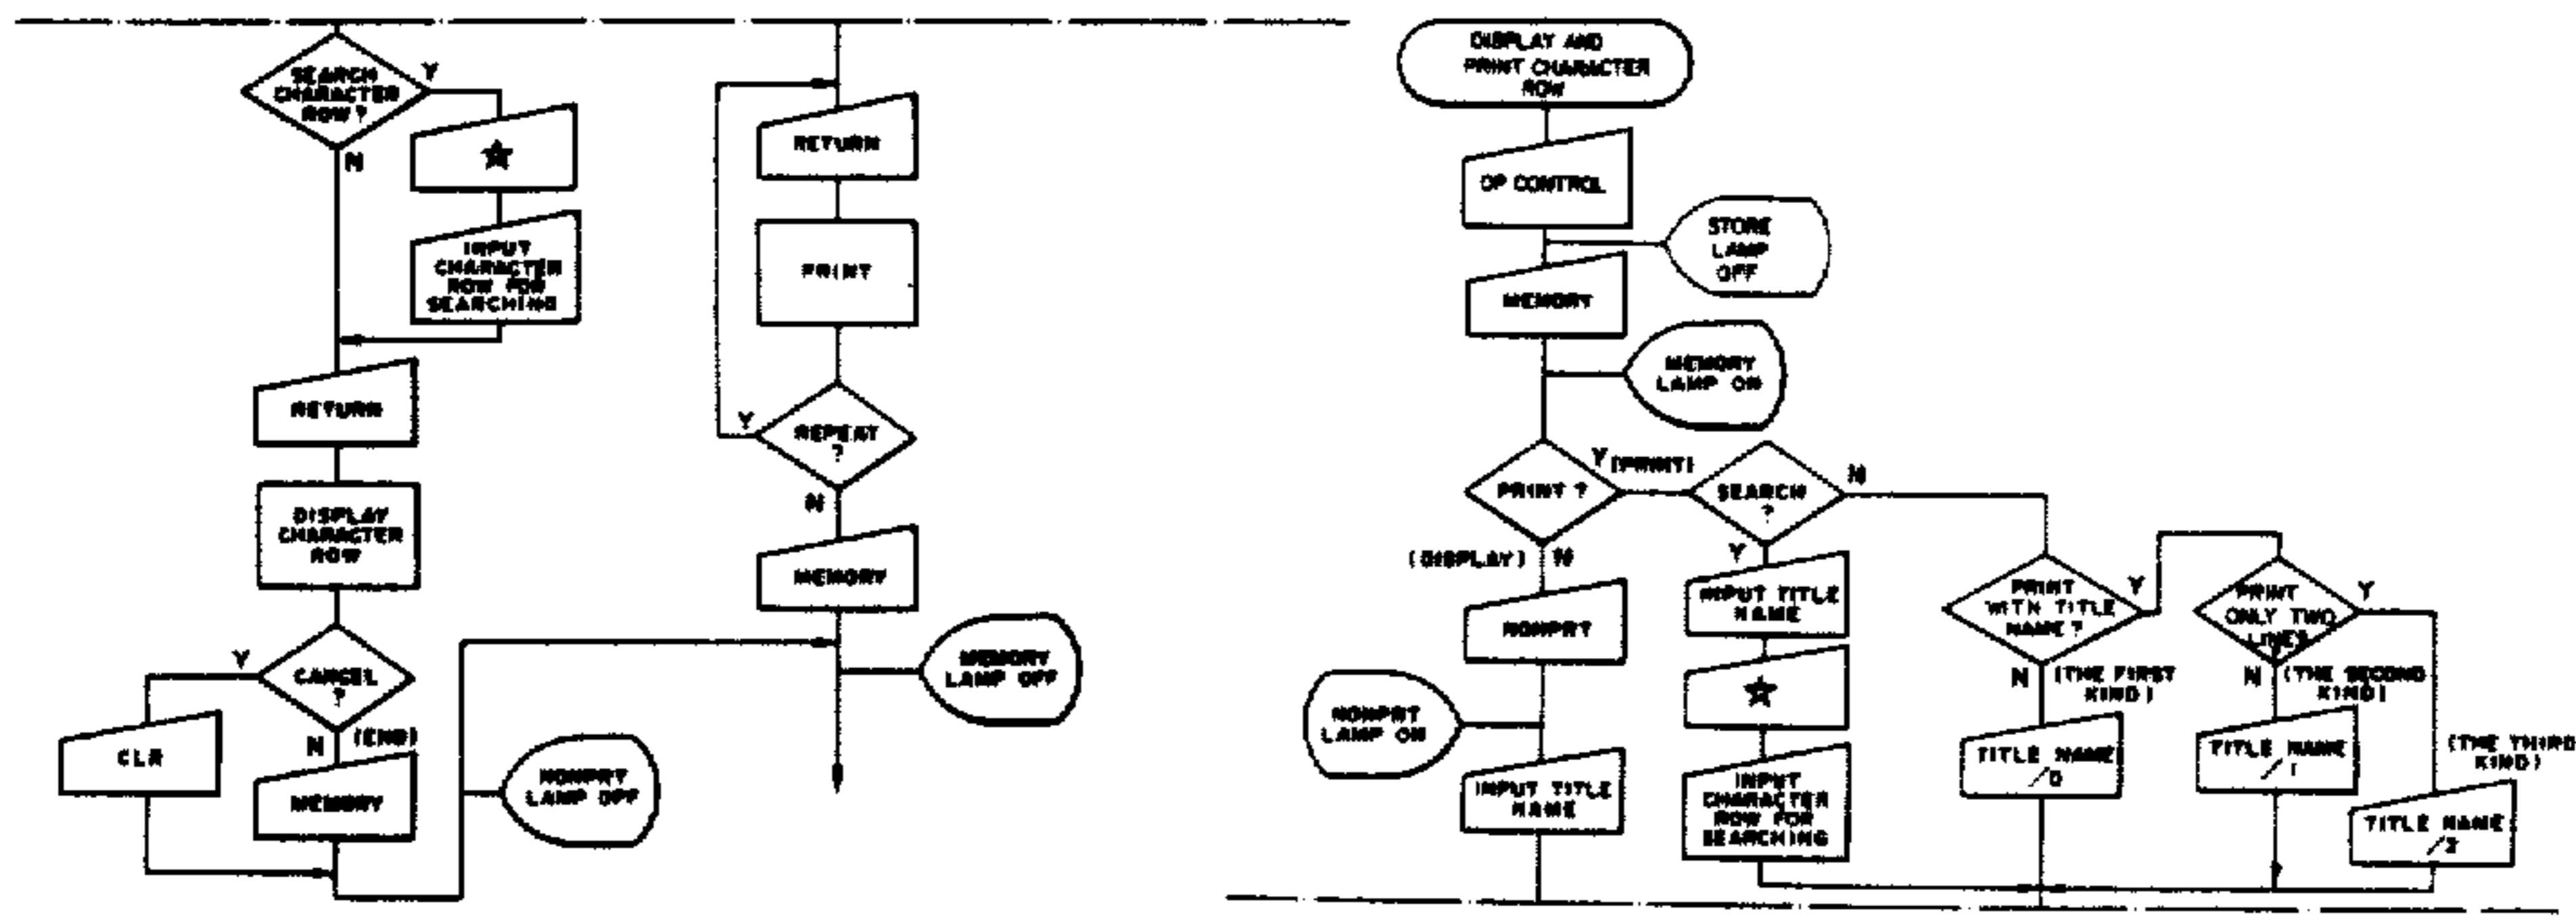 SEARCH
CHARACTER
ROW?
Y
N
☆
INPUT
CHARACTER
ROW FOR
SEARCHING
RETURN
DISPLAY
CHARACTER
ROW
CANCEL
?
Y
N
(END)
CLR
MEMORY
NONPRT
LAMP OFF
RETURN
PRINT
REPEAT
?
Y
N
MEMORY
MEMORY
LAMP OFF
DISPLAY AND
PRINT CHARACTER
ROW
OP CONTROL
STORE
LAMP
OFF
MEMORY
MEMORY
LAMP ON
PRINT ?
Y (PRINT)
(DISPLAY) N
NONPRT
NONPRT
LAMP ON
INPUT TITLE
NAME
SEARCH
?
N
Y
INPUT TITLE
NAME
☆
INPUT
CHARACTER
ROW FOR
SEARCHING
PRINT
WITH TITLE
NAME?
Y
N (THE FIRST
KIND)
TITLE NAME
/0
PRINT
ONLY TWO
LINES
Y
N (THE SECOND
KIND)
TITLE NAME
/1
(THE THIRD
KIND)
TITLE NAME
/2